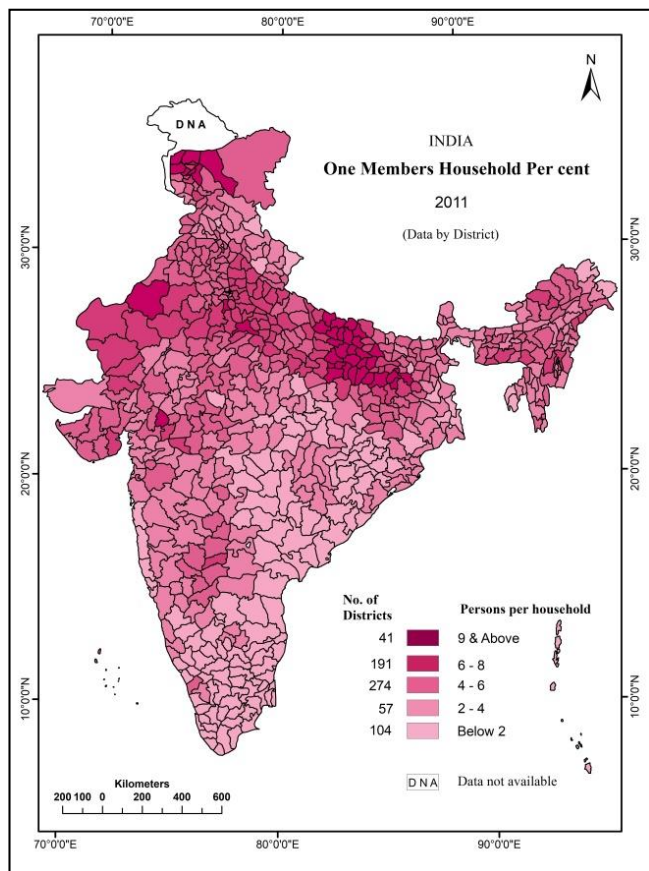 70°0'0"E 80°0'0"E 90°0'0"E
N
D N A
INDIA
One Members Household Per cent
2011
(Data by District)
30°0'0"N 30°0'0"N
20°0'0"N 20°0'0"N
No. of
Districts
Persons per household
41 9 & Above
191 6 - 8
274 4 - 6
57 2 - 4
104 Below 2
10°0'0"N 10°0'0"N
D N A Data not available
Kilometers
200 100 0 200 400 600
70°0'0"E 80°0'0"E 90°0'0"E